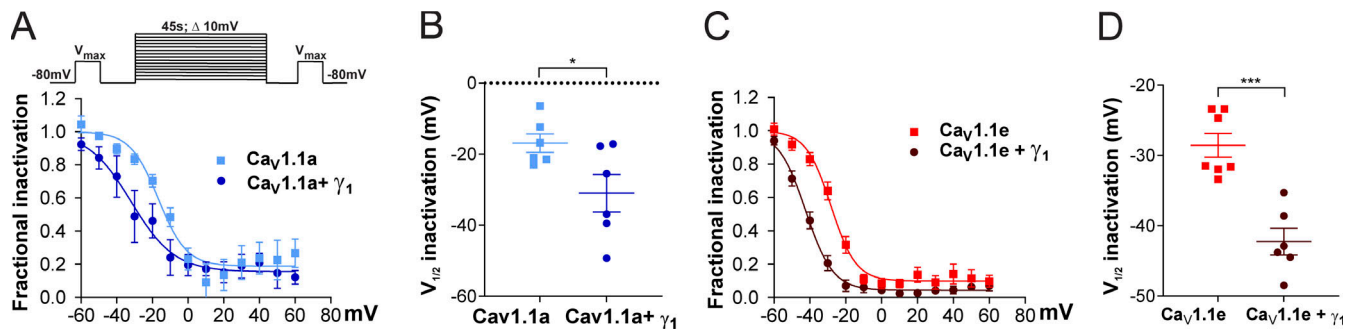 A
45s; Δ 10mV
Vmax
Vmax
-80mV
-80mV
Fractional inactivation
1.2
1.0
0.8
0.6
0.4
0.2
0.0
-60 -40 -20 0 20 40 60 mV
CaV1.1a
CaV1.1a+ γ1
B
*
V1/2 inactivation (mV)
0
-20
-40
-60
Cav1.1a
Cav1.1a+ γ1
C
Fractional inactivation
1.2
1.0
0.8
0.6
0.4
0.2
0.0
-60 -40 -20 0 20 40 60 mV
CaV1.1e
CaV1.1e + γ1
D
***
V1/2 inactivation (mV)
-20
-30
-40
-50
CaV1.1e
CaV1.1e + γ1